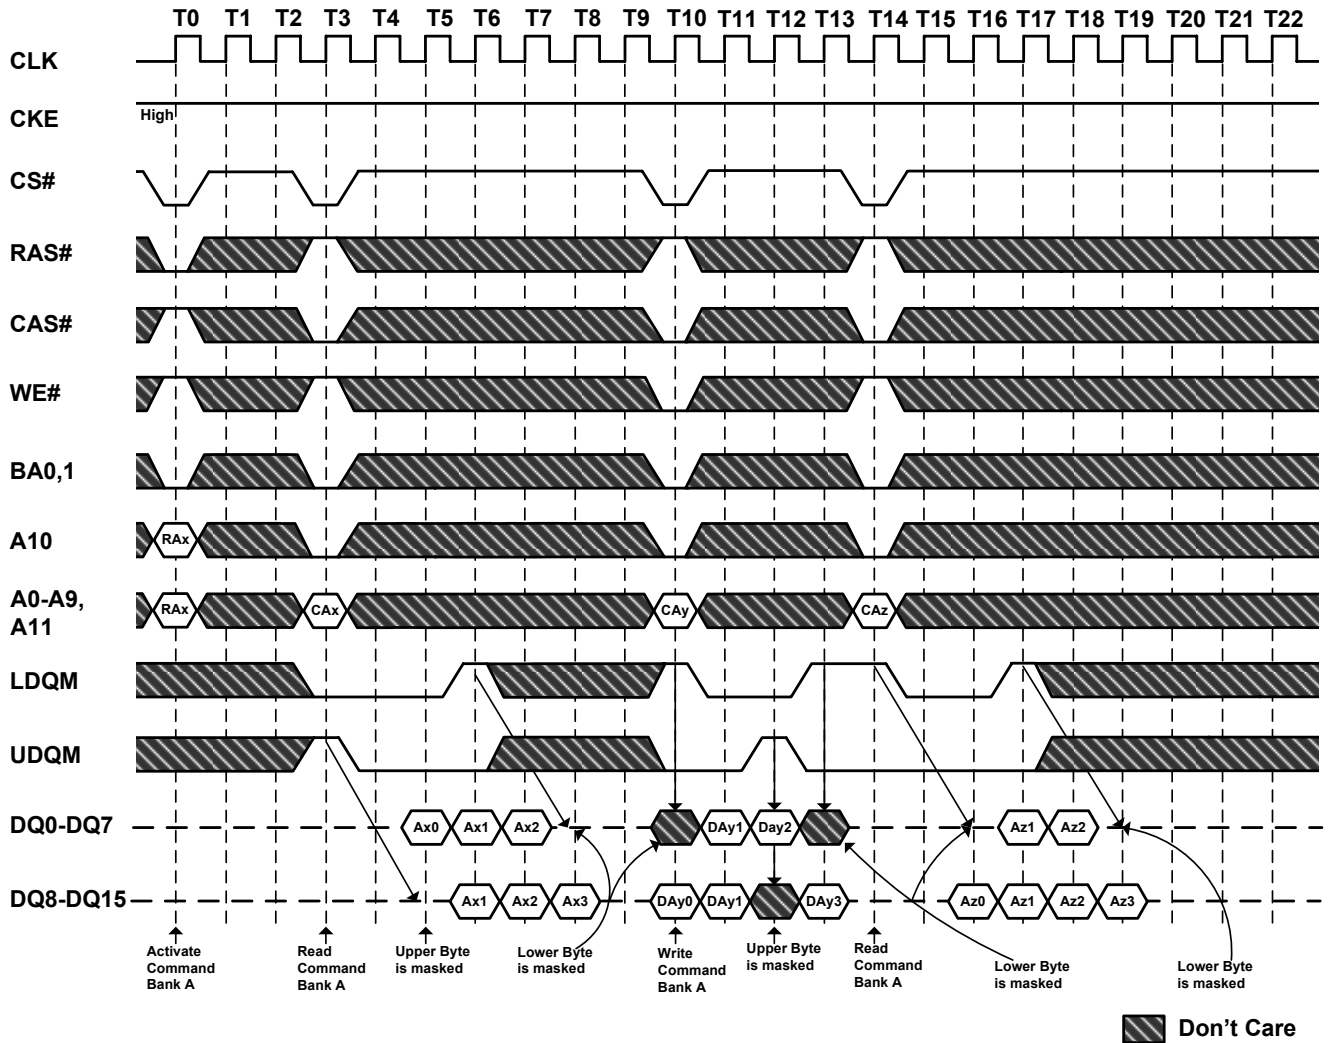 T0 T1 T2 T3 T4 T5 T6 T7 T8 T9 T10 T11 T12 T13 T14 T15 T16 T17 T18 T19 T20 T21 T22
CLK
CKE
High
CS#
RAS#
CAS#
WE#
BA0,1
A10
RAx
A0-A9,
A11
RAx CAx CAy CAz
LDQM
UDQM
DQ0-DQ7
Ax0 Ax1 Ax2 DAy1 Day2 Az1 Az2
DQ8-DQ15
Ax1 Ax2 Ax3 DAy0 DAy1 DAy3 Az0 Az1 Az2 Az3
Activate
Command
Bank A
Read
Command
Bank A
Upper Byte
is masked
Lower Byte
is masked
Write
Command
Bank A
Upper Byte
is masked
Read
Command
Bank A
Lower Byte
is masked
Lower Byte
is masked
Don't Care